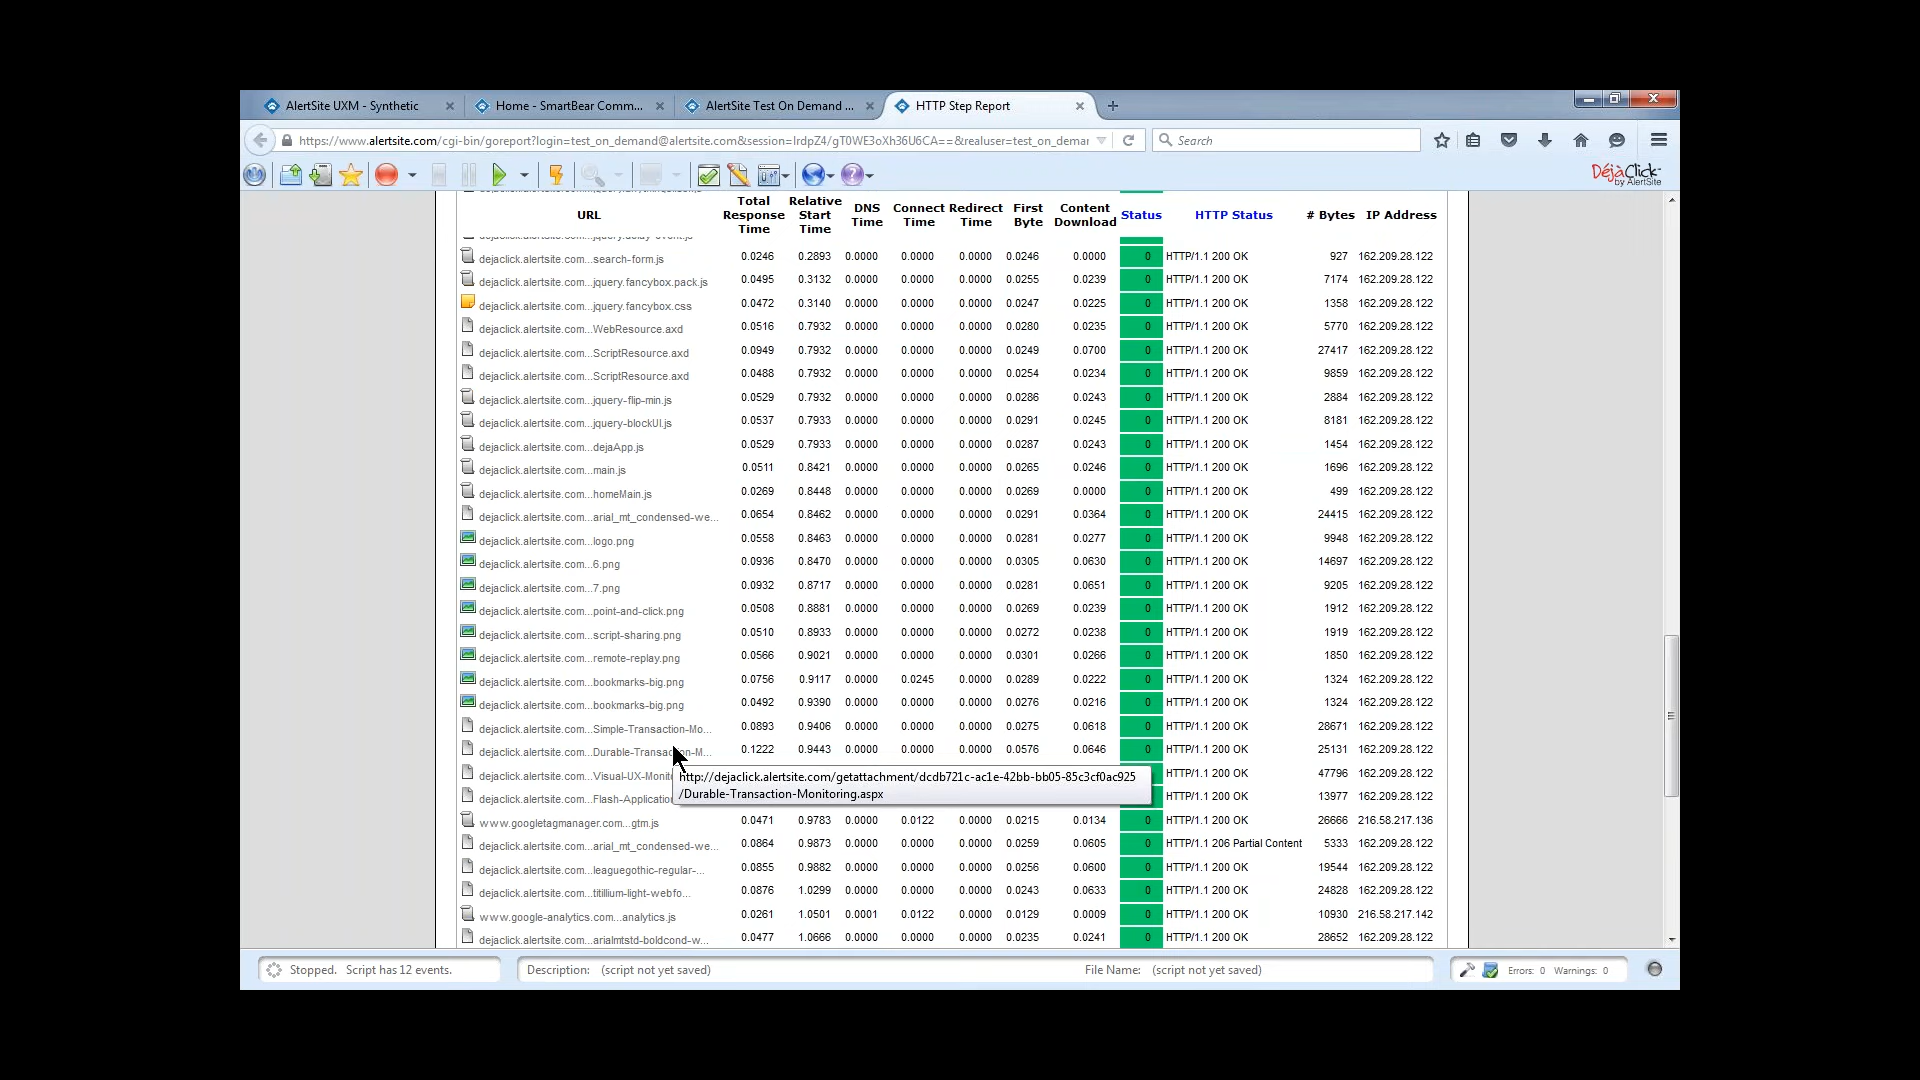 AlertSite UXM - Synthetic
Home - SmartBear Comm...
AlertSite Test On Demand ...
HTTP Step Report
https://www.alertsite.com/cgi-bin/goreport?login=test_on_demand@alertsite.com&session=IrdpZ4/gT0WE3oXh36U6CA==&realuser=test_on_demar
Search
DéjàClick
by AlertSite
URL Total Response Time Relative Start Time DNS Time Connect Time Redirect Time First Byte Content Download Status HTTP Status # Bytes IP Address
dejaclick.alertsite.com...jquery.delay-event.js
dejaclick.alertsite.com...search-form.js 0.0246 0.2893 0.0000 0.0000 0.0000 0.0246 0.0000 0 HTTP/1.1 200 OK 927 162.209.28.122
dejaclick.alertsite.com...jquery.fancybox.pack.js 0.0495 0.3132 0.0000 0.0000 0.0000 0.0255 0.0239 0 HTTP/1.1 200 OK 7174 162.209.28.122
dejaclick.alertsite.com...jquery.fancybox.css 0.0472 0.3140 0.0000 0.0000 0.0000 0.0247 0.0225 0 HTTP/1.1 200 OK 1358 162.209.28.122
dejaclick.alertsite.com...WebResource.axd 0.0516 0.7932 0.0000 0.0000 0.0000 0.0280 0.0235 0 HTTP/1.1 200 OK 5770 162.209.28.122
dejaclick.alertsite.com...ScriptResource.axd 0.0949 0.7932 0.0000 0.0000 0.0000 0.0249 0.0700 0 HTTP/1.1 200 OK 27417 162.209.28.122
dejaclick.alertsite.com...ScriptResource.axd 0.0488 0.7932 0.0000 0.0000 0.0000 0.0254 0.0234 0 HTTP/1.1 200 OK 9859 162.209.28.122
dejaclick.alertsite.com...jquery-flip-min.js 0.0529 0.7932 0.0000 0.0000 0.0000 0.0286 0.0243 0 HTTP/1.1 200 OK 2884 162.209.28.122
dejaclick.alertsite.com...jquery-blockUI.js 0.0537 0.7933 0.0000 0.0000 0.0000 0.0291 0.0245 0 HTTP/1.1 200 OK 8181 162.209.28.122
dejaclick.alertsite.com...dejaApp.js 0.0529 0.7933 0.0000 0.0000 0.0000 0.0287 0.0243 0 HTTP/1.1 200 OK 1454 162.209.28.122
dejaclick.alertsite.com...main.js 0.0511 0.8421 0.0000 0.0000 0.0000 0.0265 0.0246 0 HTTP/1.1 200 OK 1696 162.209.28.122
dejaclick.alertsite.com...homeMain.js 0.0269 0.8448 0.0000 0.0000 0.0000 0.0269 0.0000 0 HTTP/1.1 200 OK 499 162.209.28.122
dejaclick.alertsite.com...arial_mt_condensed-we... 0.0654 0.8462 0.0000 0.0000 0.0000 0.0291 0.0364 0 HTTP/1.1 200 OK 24415 162.209.28.122
dejaclick.alertsite.com...logo.png 0.0558 0.8463 0.0000 0.0000 0.0000 0.0281 0.0277 0 HTTP/1.1 200 OK 9948 162.209.28.122
dejaclick.alertsite.com...6.png 0.0936 0.8470 0.0000 0.0000 0.0000 0.0305 0.0630 0 HTTP/1.1 200 OK 14697 162.209.28.122
dejaclick.alertsite.com...7.png 0.0932 0.8717 0.0000 0.0000 0.0000 0.0281 0.0651 0 HTTP/1.1 200 OK 9205 162.209.28.122
dejaclick.alertsite.com...point-and-click.png 0.0508 0.8881 0.0000 0.0000 0.0000 0.0269 0.0239 0 HTTP/1.1 200 OK 1912 162.209.28.122
dejaclick.alertsite.com...script-sharing.png 0.0510 0.8933 0.0000 0.0000 0.0000 0.0272 0.0238 0 HTTP/1.1 200 OK 1919 162.209.28.122
dejaclick.alertsite.com...remote-replay.png 0.0566 0.9021 0.0000 0.0000 0.0000 0.0301 0.0266 0 HTTP/1.1 200 OK 1850 162.209.28.122
dejaclick.alertsite.com...bookmarks-big.png 0.0756 0.9117 0.0000 0.0245 0.0000 0.0289 0.0222 0 HTTP/1.1 200 OK 1324 162.209.28.122
dejaclick.alertsite.com...bookmarks-big.png 0.0492 0.9390 0.0000 0.0000 0.0000 0.0276 0.0216 0 HTTP/1.1 200 OK 1324 162.209.28.122
dejaclick.alertsite.com...Simple-Transaction-Mo... 0.0893 0.9406 0.0000 0.0000 0.0000 0.0275 0.0618 0 HTTP/1.1 200 OK 28671 162.209.28.122
dejaclick.alertsite.com...Durable-Transaction-M... 0.1222 0.9443 0.0000 0.0000 0.0000 0.0576 0.0646 0 HTTP/1.1 200 OK 25131 162.209.28.122
dejaclick.alertsite.com...Visual-UX-Monit HTTP/1.1 200 OK 47796 162.209.28.122
http://dejaclick.alertsite.com/getattachment/dcdb721c-ac1e-42bb-bb05-85c3cf0ac925
/Durable-Transaction-Monitoring.aspx
dejaclick.alertsite.com...Flash-Application HTTP/1.1 200 OK 13977 162.209.28.122
www.googletagmanager.com...gtm.js 0.0471 0.9783 0.0000 0.0122 0.0000 0.0215 0.0134 0 HTTP/1.1 200 OK 26666 216.58.217.136
dejaclick.alertsite.com...arial_mt_condensed-we... 0.0864 0.9873 0.0000 0.0000 0.0000 0.0259 0.0605 0 HTTP/1.1 206 Partial Content 5333 162.209.28.122
dejaclick.alertsite.com...leaguegothic-regular-... 0.0855 0.9882 0.0000 0.0000 0.0000 0.0256 0.0600 0 HTTP/1.1 200 OK 19544 162.209.28.122
dejaclick.alertsite.com...titillium-light-webfo... 0.0876 1.0299 0.0000 0.0000 0.0000 0.0243 0.0633 0 HTTP/1.1 200 OK 24828 162.209.28.122
www.google-analytics.com...analytics.js 0.0261 1.0501 0.0001 0.0122 0.0000 0.0129 0.0009 0 HTTP/1.1 200 OK 10930 216.58.217.142
dejaclick.alertsite.com...arialmtstd-boldcond-w... 0.0477 1.0666 0.0000 0.0000 0.0000 0.0235 0.0241 0 HTTP/1.1 200 OK 28652 162.209.28.122
Stopped. Script has 12 events.
Description: (script not yet saved)
File Name: (script not yet saved)
Errors: 0 Warnings: 0